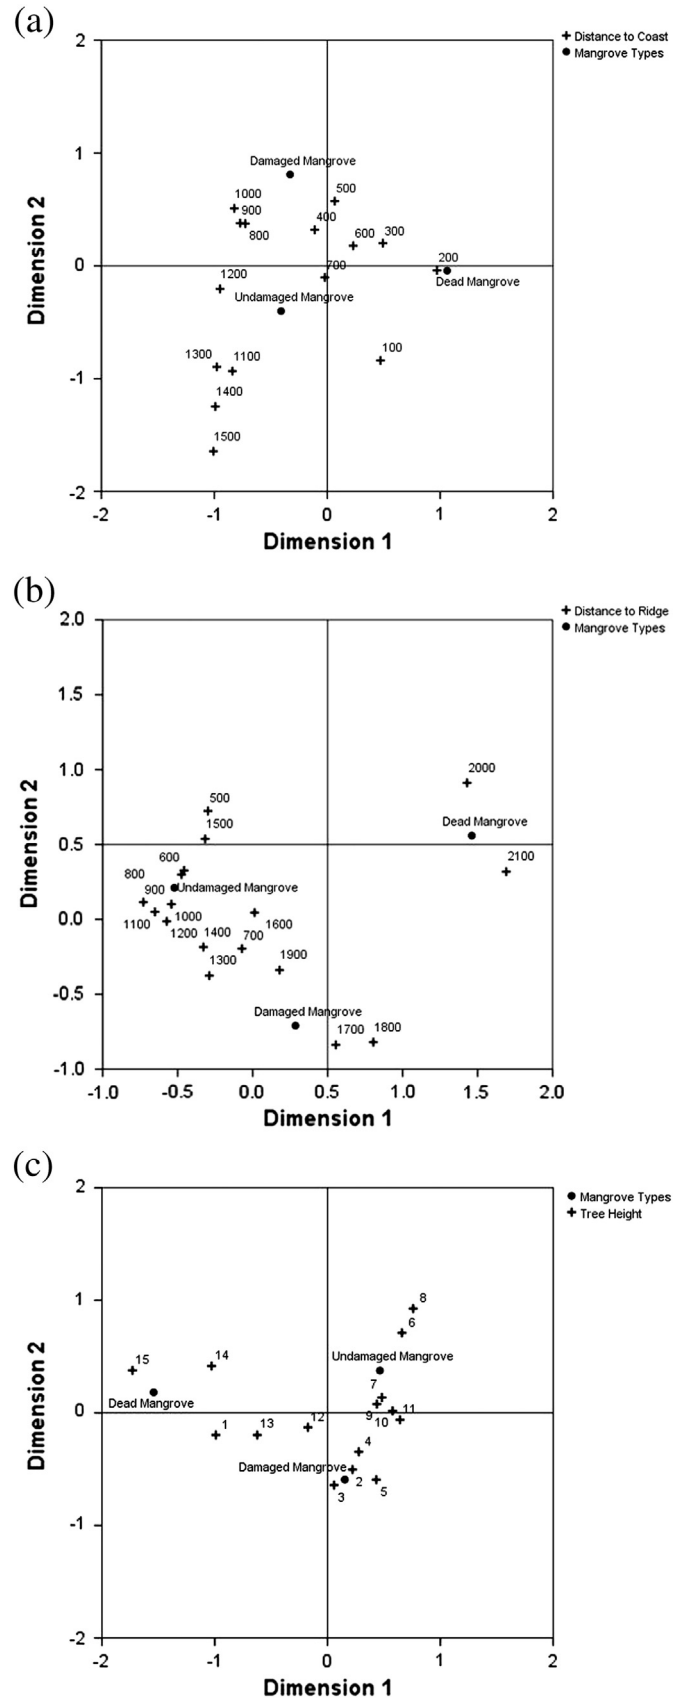 (a)
2
Distance to Coast
Mangrove Types
Damaged Mangrove
1
1000
500
900
800
400
600
300
0
700
200
1200
Dead Mangrove
Undamaged Mangrove
1300
1100
100
-1
1400
1500
-2
-2 -1 0 1 2
Dimension 1
Dimension 2
(b)
2.0
Distance to Ridge
Mangrove Types
1.5
1.0
2000
500
Dead Mangrove
1500
0.5
600
2100
800
900
Undamaged Mangrove
0.0
1100
1000
1600
1200
1400
700
1300
1900
-0.5
Damaged Mangrove
1700
1800
-1.0
-1.0 -0.5 0.0 0.5 1.0 1.5 2.0
Dimension 1
Dimension 2
(c)
2
Mangrove Types
Tree Height
1
8
6
Undamaged Mangrove
15
14
7
Dead Mangrove
0
9
10
11
1
13
12
4
Damaged Mangrove
2
5
3
-1
-2
-2 -1 0 1 2
Dimension 1
Dimension 2